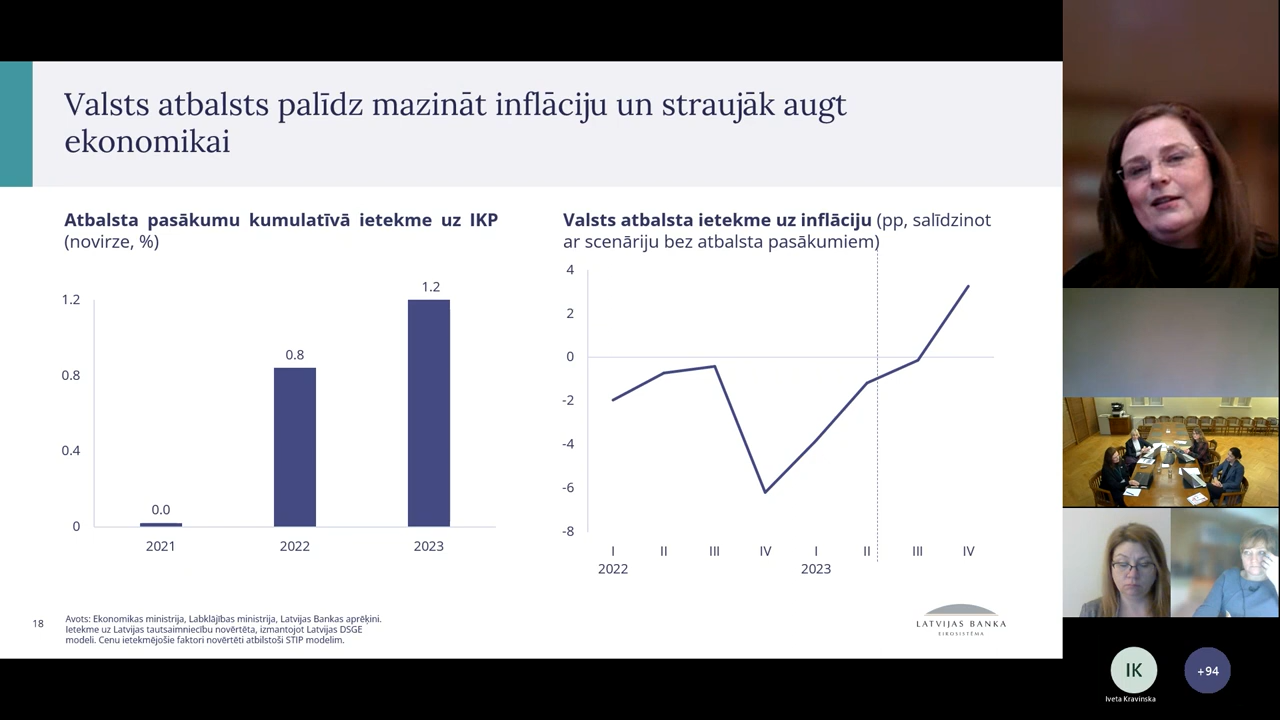 Valsts atbalsts palīdz mazināt inflāciju un straujāk augt
ekonomikai
Atbalsta pasākumu kumulatīvā ietekme uz IKP
(novirze, %)
1.2
0.8
0.4
0
0.0
0.8
1.2
2021
2022
2023
Valsts atbalsta ietekme uz inflāciju (pp, salīdzinot
ar scenāriju bez atbalsta pasākumiem)
4
2
0
-2
-4
-6
-8
I II III IV I II III IV
2022 2023
18
Avots: Ekonomikas ministrija, Labklājības ministrija, Latvijas Bankas aprēķini.
Ietekme uz Latvijas tautsaimniecību novērtēta, izmantojot Latvijas DSGE
modeli. Cenu ietekmējošie faktori novērtēti atbilstoši STIP modelim.
LATVIJAS BANKA
EIROSISTĒMA
IK
Iveta Kravinska
+94